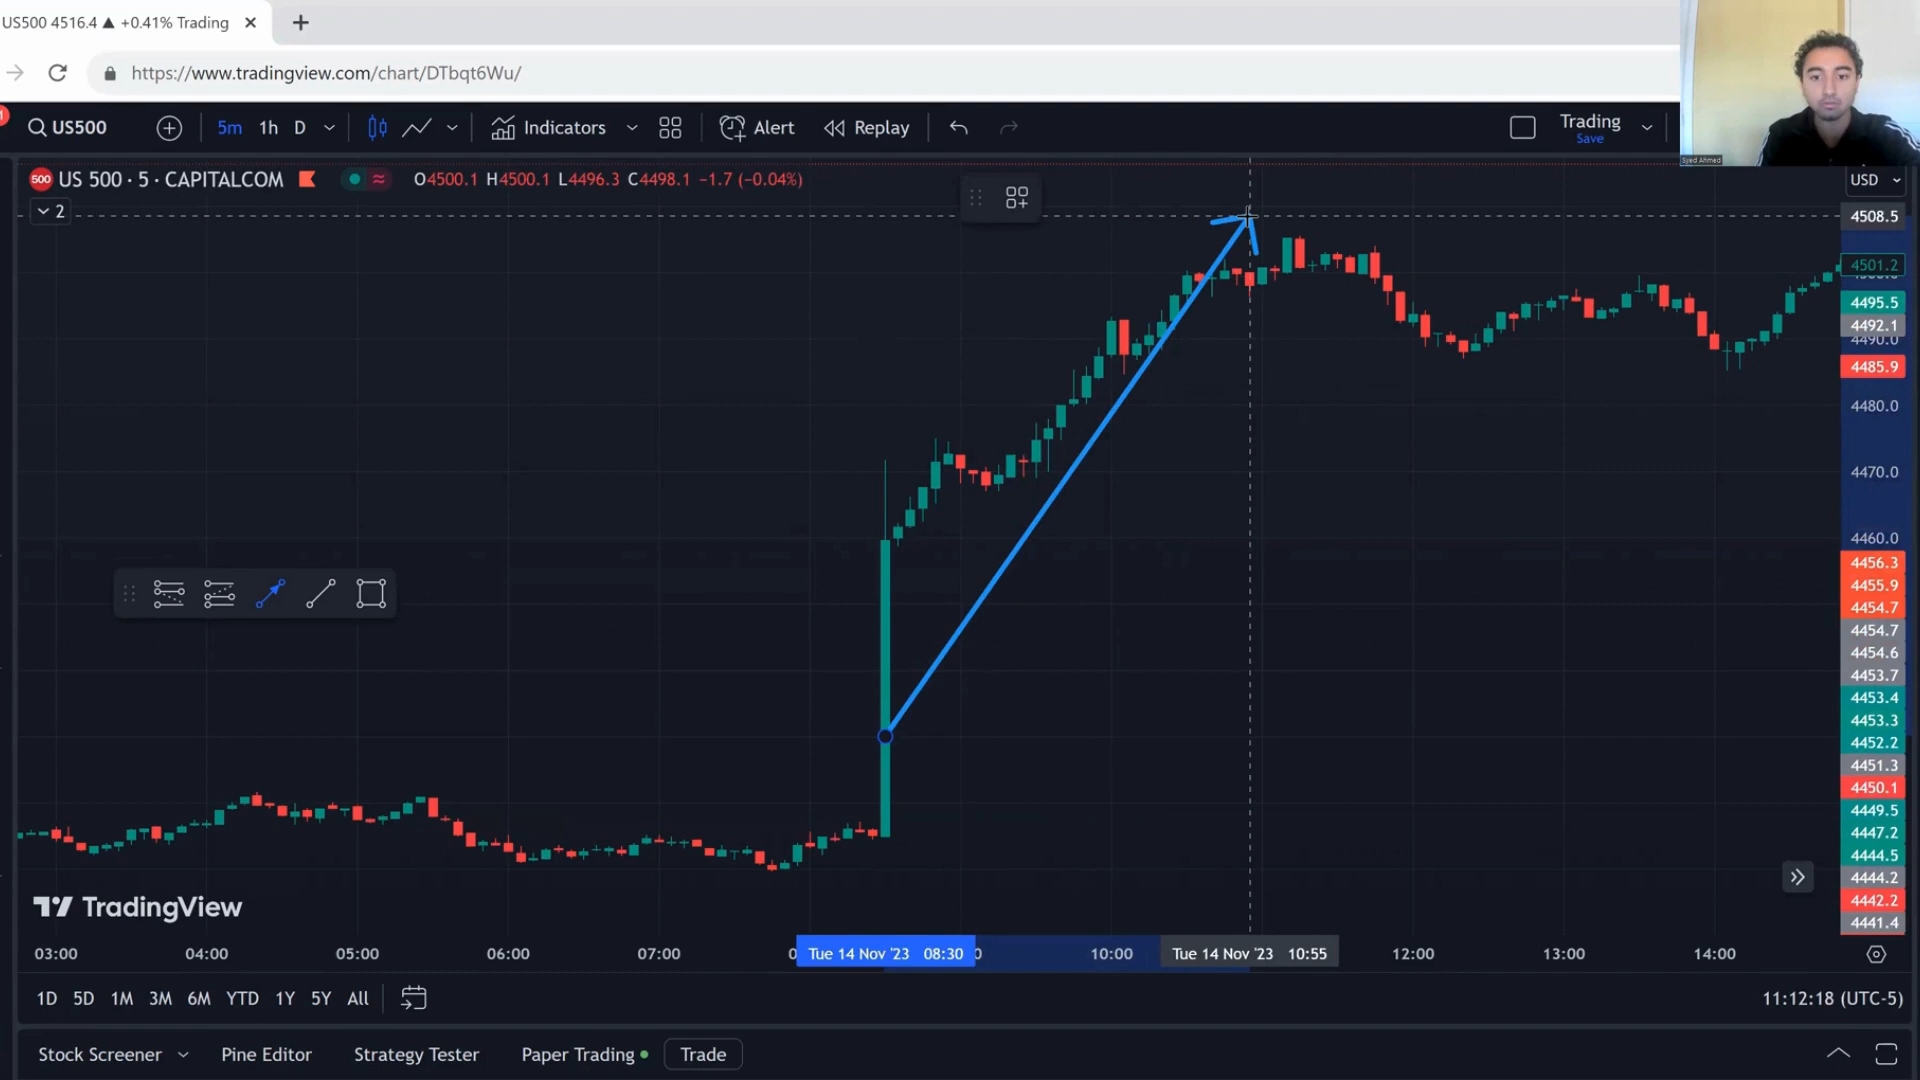 US500 4516.4 ▲ +0.41% Trading
https://www.tradingview.com/chart/DTbqt6Wu/
US500
5m 1h D
Indicators
Alert
Replay
Trading
Save
Syed Ahmed
500 US 500 · 5 · CAPITALCOM
O4500.1 H4500.1 L4496.3 C4498.1 −1.7 (−0.04%)
2
USD
4508.5
4501.2
4495.5
4492.1
4490.0
4485.9
4480.0
4470.0
4460.0
4456.3
4455.9
4454.7
4454.7
4454.6
4453.7
4453.4
4453.3
4452.2
4451.3
4450.1
4449.5
4447.2
4444.5
4444.2
4442.2
4441.4
TradingView
03:00 04:00 05:00 06:00 07:00 Tue 14 Nov '23 08:30 10:00 Tue 14 Nov '23 10:55 12:00 13:00 14:00
1D 5D 1M 3M 6M YTD 1Y 5Y All
11:12:18 (UTC-5)
Stock Screener Pine Editor Strategy Tester Paper Trading Trade